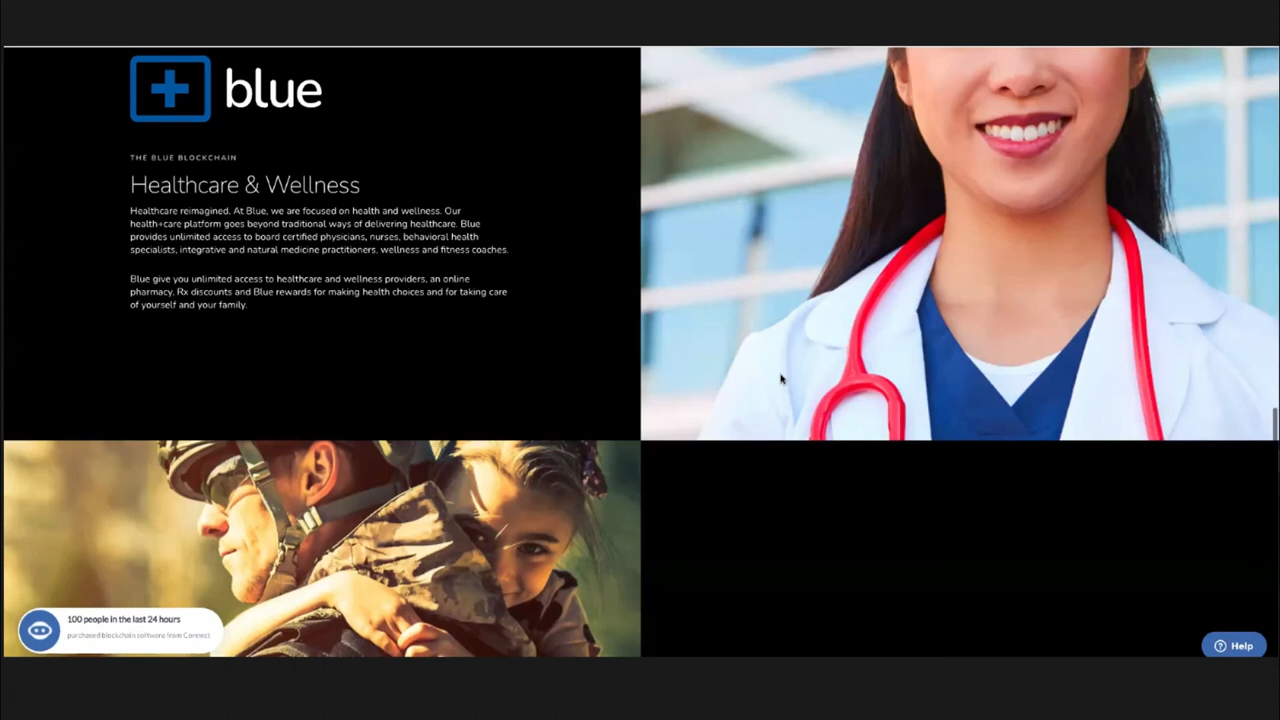 blue
THE BLUE BLOCKCHAIN
Healthcare & Wellness
Healthcare reimagined. At Blue, we are focused on health and wellness. Our
health+care platform goes beyond traditional ways of delivering healthcare. Blue
provides unlimited access to board certified physicians, nurses, behavioral health
specialists, integrative and natural medicine practitioners, wellness and fitness coaches.
Blue give you unlimited access to healthcare and wellness providers, an online
pharmacy, Rx discounts and Blue rewards for making health choices and for taking care
of yourself and your family.
100 people in the last 24 hours
purchased blockchain software from Connect
Help